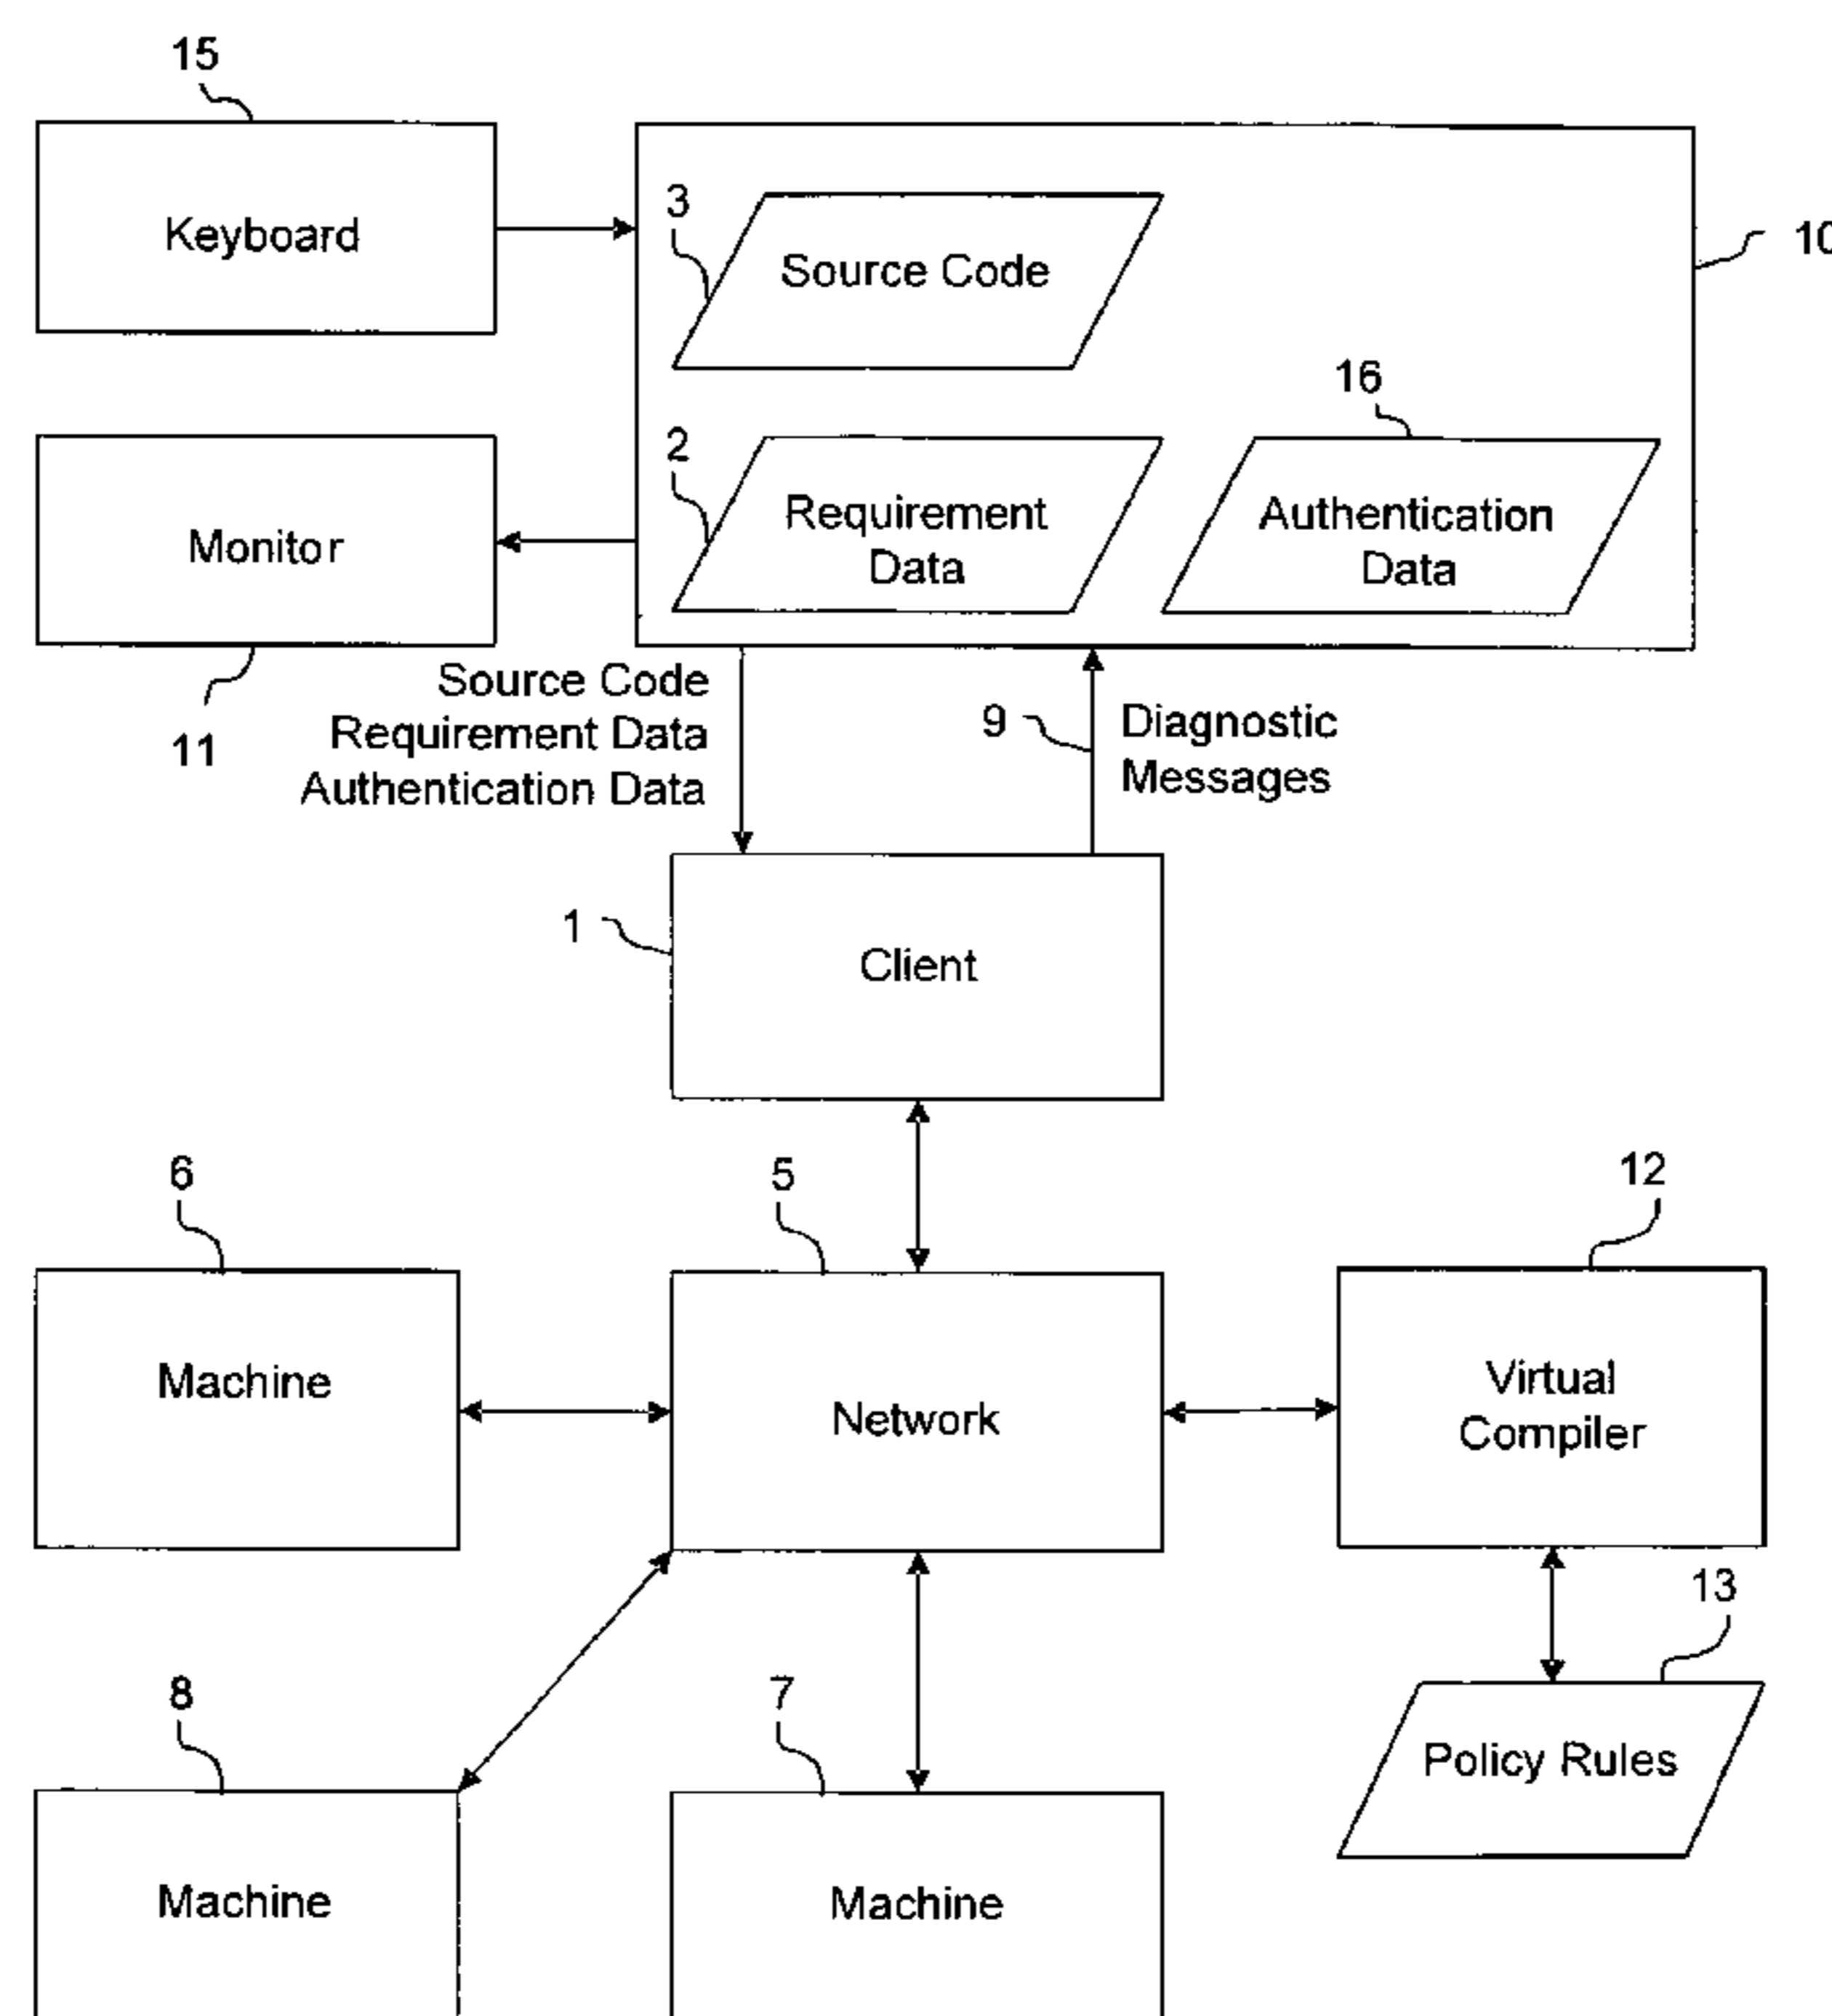 15
Keyboard
3
Source Code
10
16
2
Requirement
Data
Authentication
Data
Monitor
11
Source Code
Requirement Data
Authentication Data
9
Diagnostic
Messages
1
Client
6
5
12
Machine
Network
Virtual
Compiler
13
8
7
Policy Rules
Machine
Machine